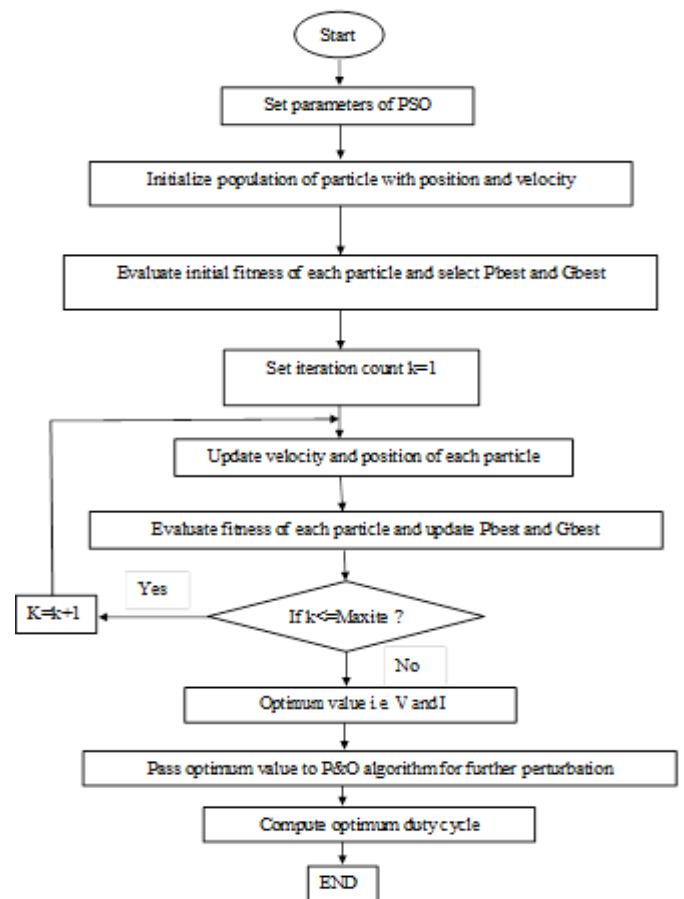 Start
Set parameters of PSO
Initialize population of particle with position and velocity
Evaluate initial fitness of each particle and select Pbest and Gbest
Set iteration count k=1
Update velocity and position of each particle
Evaluate fitness of each particle and update Pbest and Gbest
Yes
K=k+1
If k<=Maxite ?
No
Optimum value i.e. V and I
Pass optimum value to P&O algorithm for further perturbation
Compute optimum duty cycle
END